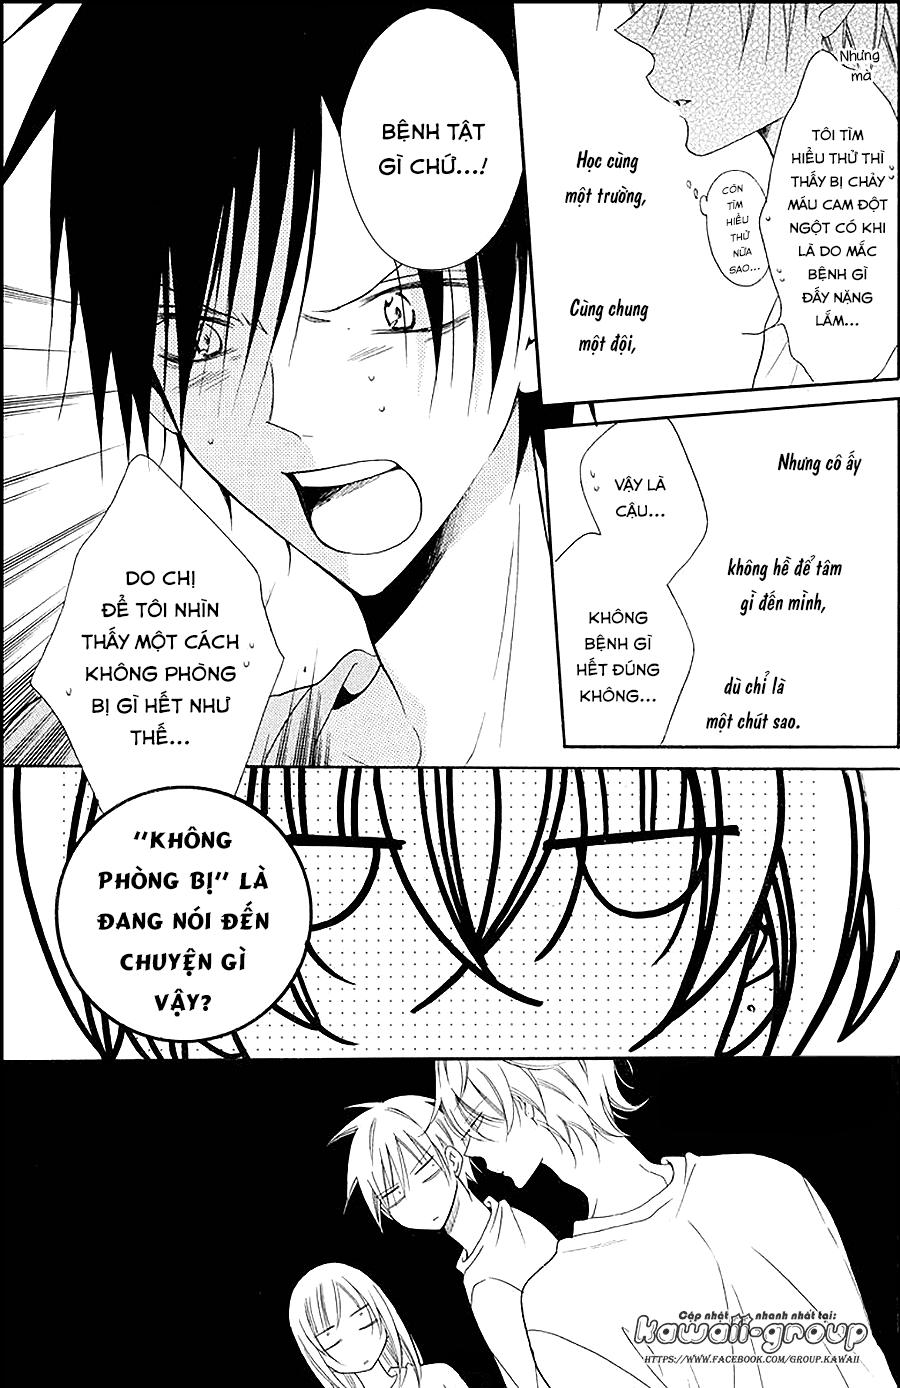 Nhưng
mà
TÔI TÌM
HIỂU THỬ THÌ
THẤY BỊ CHẢY
MÁU CAM ĐỘT
NGỘT CÓ KHI
LÀ DO MẮC
BỆNH GÌ
ĐẤY NẶNG
LẮM...
CÒN
TÌM
HIỂU
THỬ
NỮA
SAO...
Học cùng
một trường,
Cùng chung
một đội,
BỆNH TẬT
GÌ CHỨ...!
Nhưng cô ấy
không hề để tâm
gì đến mình,
dù chỉ là
một chút sao.
VẬY LÀ
CẬU...
KHÔNG
BỆNH GÌ
HẾT ĐÚNG
KHÔNG...
DO CHỊ
ĐỂ TÔI NHÌN
THẤY MỘT CÁCH
KHÔNG PHÒNG
BỊ GÌ HẾT NHƯ
THẾ...
"KHÔNG
PHÒNG BỊ" LÀ
ĐANG NÓI ĐẾN
CHUYỆN GÌ
VẬY?
Cập nhật nhanh nhất tại:
kawaii-group
HTTPS://WWW.FACEBOOK.COM/GROUP.KAWAII